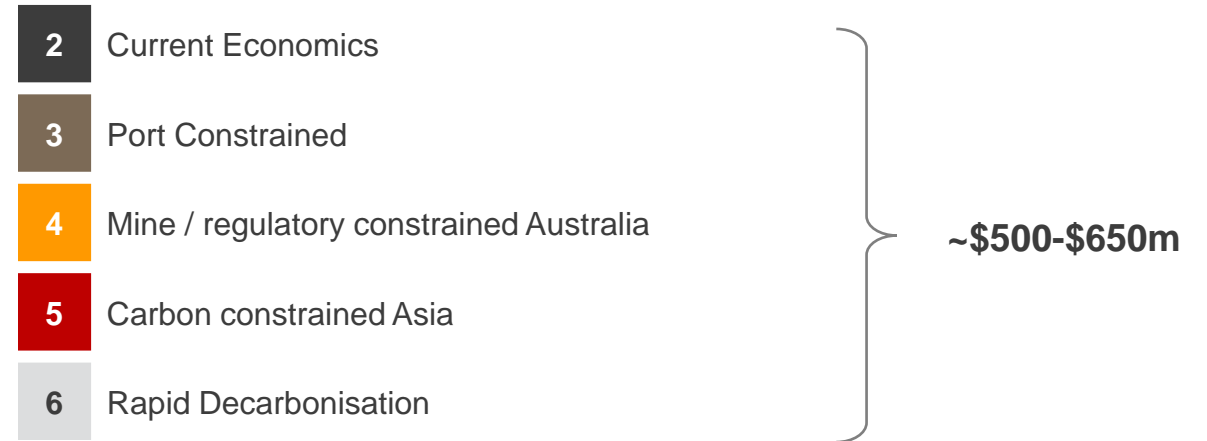 2 Current Economics
3 Port Constrained
4 Mine / regulatory constrained Australia
~$500-$650m
5 Carbon constrained Asia
6 Rapid Decarbonisation